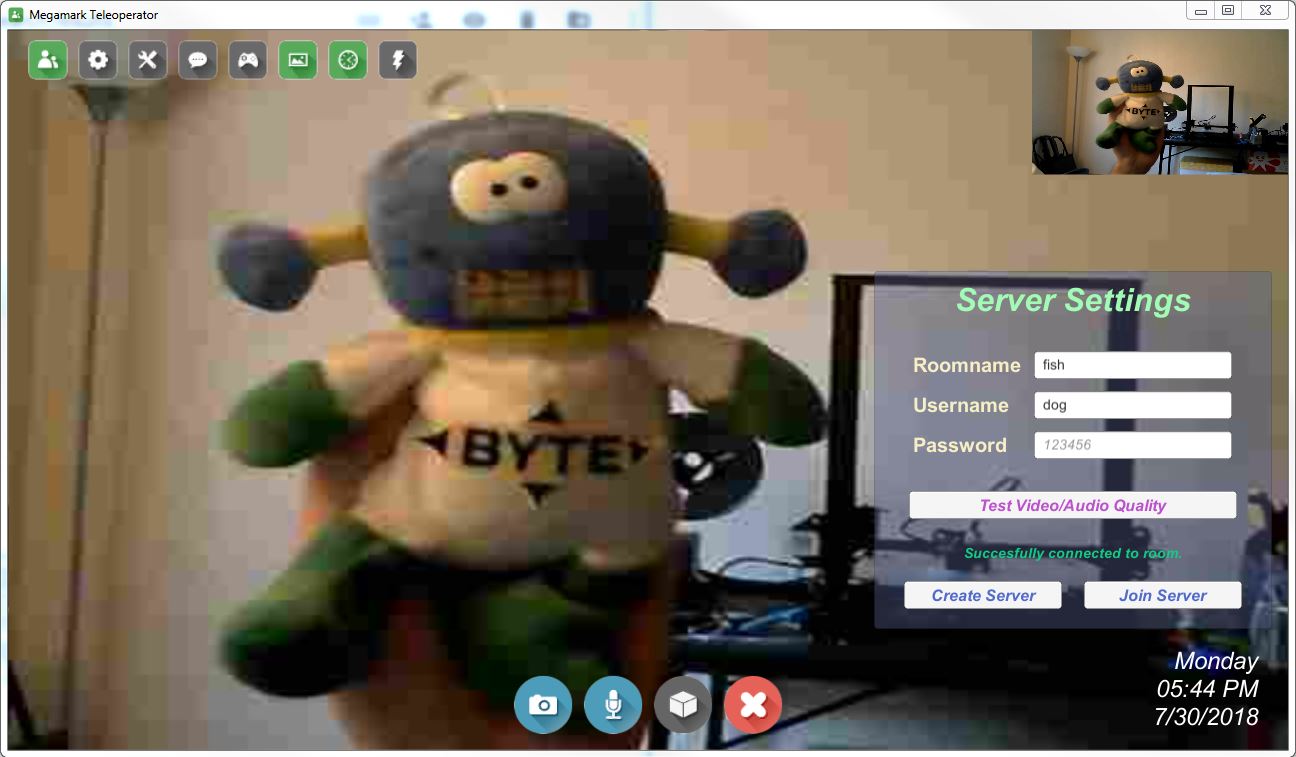 Megamark Teleoperator
BYTE
Server Settings
Roomname fish
Username dog
Password 123456
BYTE
Test Video/Audio Quality
Succesfully connected to room.
Create Server Join Server
Monday
05:44 PM
7/30/2018